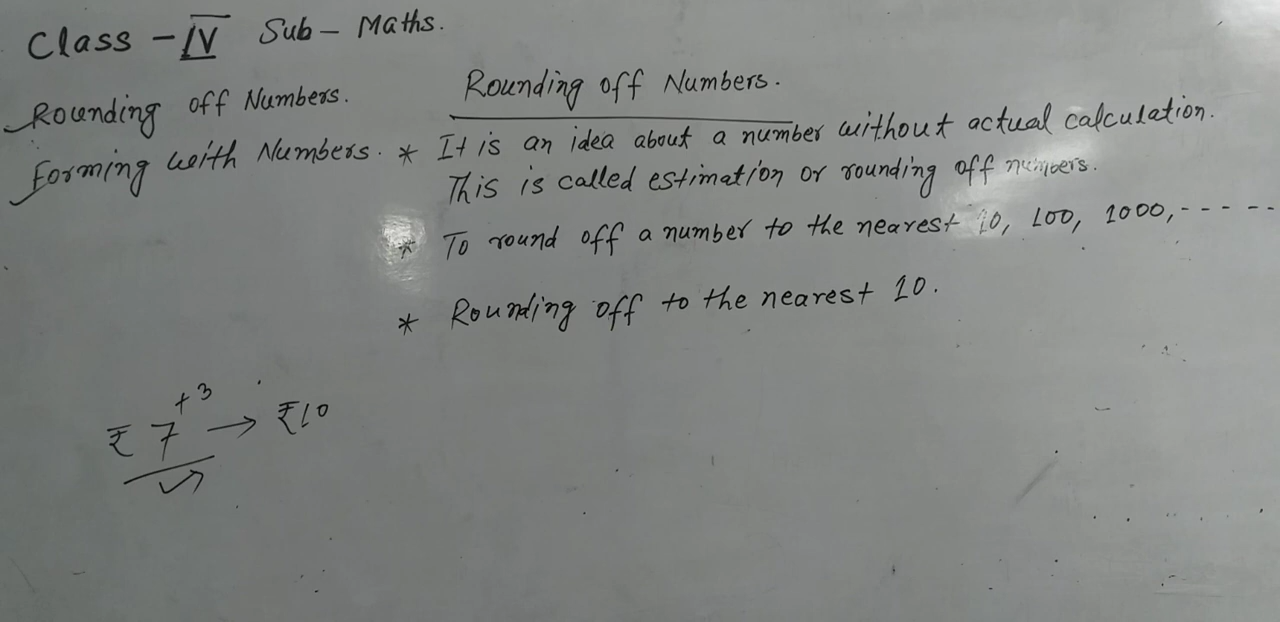 Class - IV Sub - Maths.
Rounding off Numbers.
Forming with Numbers.
Rounding off Numbers.
* It is an idea about a number without actual calculation.
This is called estimation or rounding off numbers.
* To round off a number to the nearest 10, 100, 1000, - - - - -
* Rounding off to the nearest 10.
+3
₹ 7 → ₹10